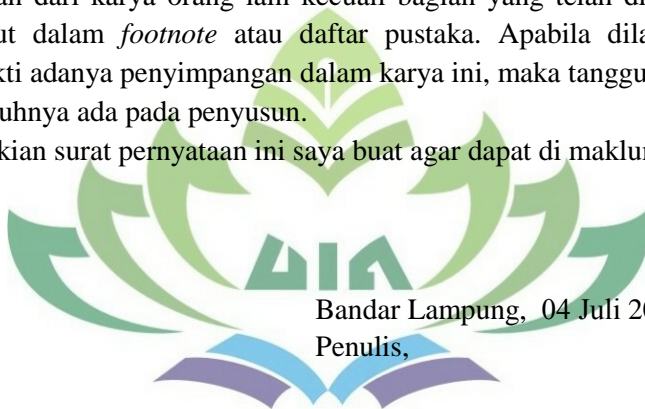 an dari karya orang lain kecuali bagian yang telah di
ut dalam footnote atau daftar pustaka. Apabila dila
kti adanya penyimpangan dalam karya ini, maka tanggu
uhnya ada pada penyusun.
kian surat pernyataan ini saya buat agar dapat di maklum
UIN
Bandar Lampung, 04 Juli 20
Penulis,